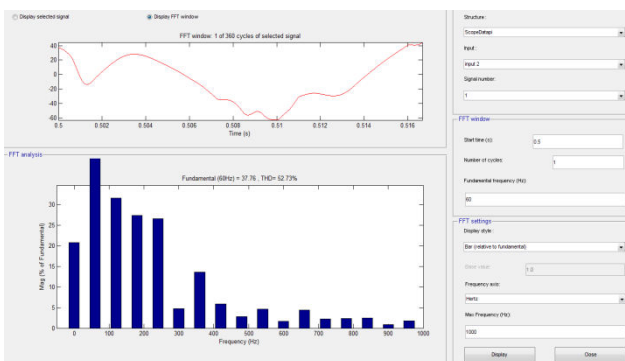 Display selected signal
Display FFT window
FFT window: 1 of 360 cycles of selected signal
40
20
0
-20
-40
-60
0.5
0.502
0.504
0.506
0.508
0.51
0.512
0.514
0.516
Time (s)
FFT analysis
Fundamental (60Hz) = 37.76 , THD= 52.73%
30
25
20
15
10
5
0
Mag (% of Fundamental)
0
100
200
300
400
500
600
700
800
900
1000
Frequency (Hz)
Structure:
ScopeDatapi
Input:
input 2
Signal number:
1
FFT window
Start time (s):
0.5
Number of cycles:
1
Fundamental frequency (Hz):
60
FFT settings
Display style:
Bar (relative to fundamental)
Base value:
1.0
Frequency axis:
Hertz
Max Frequency (Hz):
1000
Display
Close